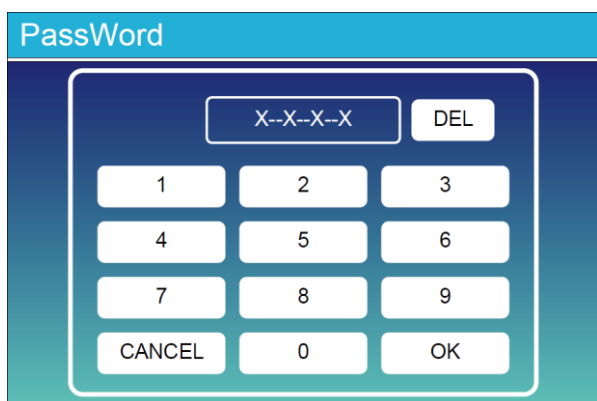 PassWord
X--X--X--X DEL
1 2 3
4 5 6
7 8 9
CANCEL 0 OK